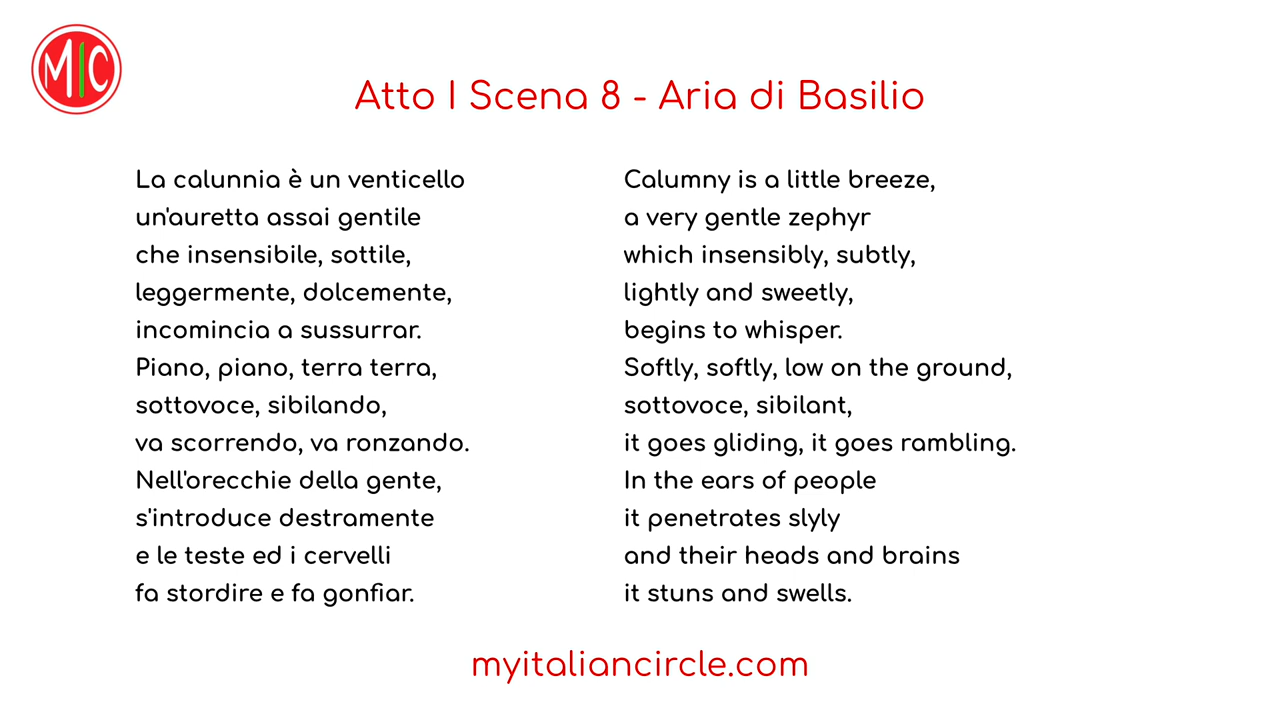 MIC
Atto I Scena 8 - Aria di Basilio
La calunnia è un venticello
un'auretta assai gentile
che insensibile, sottile,
leggermente, dolcemente,
incomincia a sussurrar.
Piano, piano, terra terra,
sottovoce, sibilando,
va scorrendo, va ronzando.
Nell'orecchie della gente,
s'introduce destramente
e le teste ed i cervelli
fa stordire e fa gonfiar.
Calumny is a little breeze,
a very gentle zephyr
which insensibly, subtly,
lightly and sweetly,
begins to whisper.
Softly, softly, low on the ground,
sottovoce, sibilant,
it goes gliding, it goes rambling.
In the ears of people
it penetrates slyly
and their heads and brains
it stuns and swells.
myitaliancircle.com